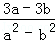 3a−3b
a² − b²